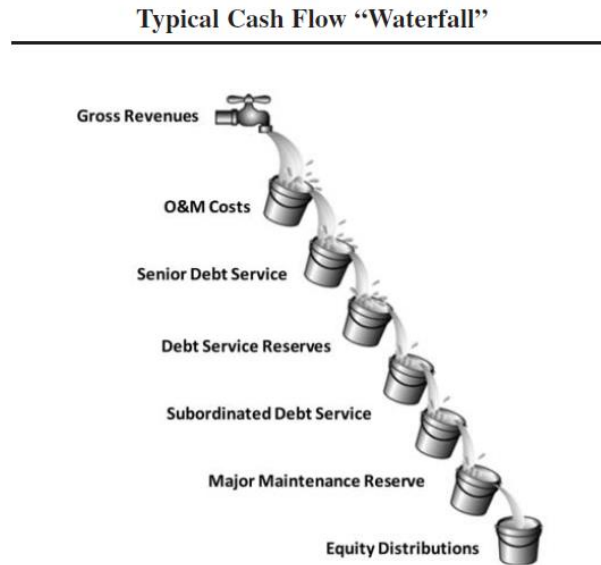 Typical Cash Flow “Waterfall”
Gross Revenues
O&M Costs
Senior Debt Service
Debt Service Reserves
Subordinated Debt Service
Major Maintenance Reserve
Equity Distributions